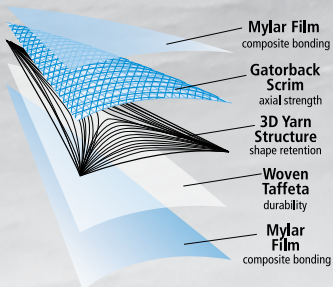 Mylar Film
composite bonding
Gatorback
Scrim
axial strength
3D Yarn
Structure
shape retention
Woven
Taffeta
durability
Mylar
Film
composite bonding